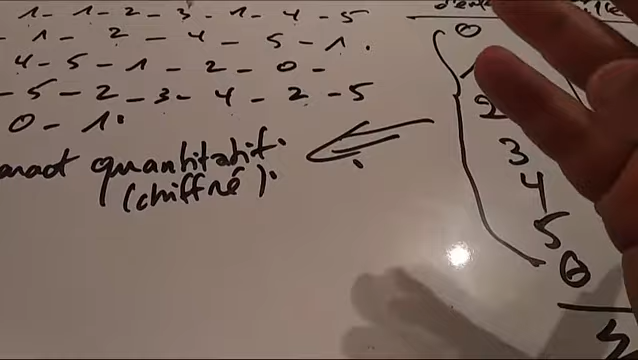 1 - 1 - 2 - 3 - 1 - 4 - 5
- 1 - 2 - 4 - 5 - 1.
4 - 5 - 1 - 2 - 0 -
- 5 - 2 - 3 - 4 - 2 - 5
0 - 1.
quantitatif.
(chiffré).
0
2
3
4
5